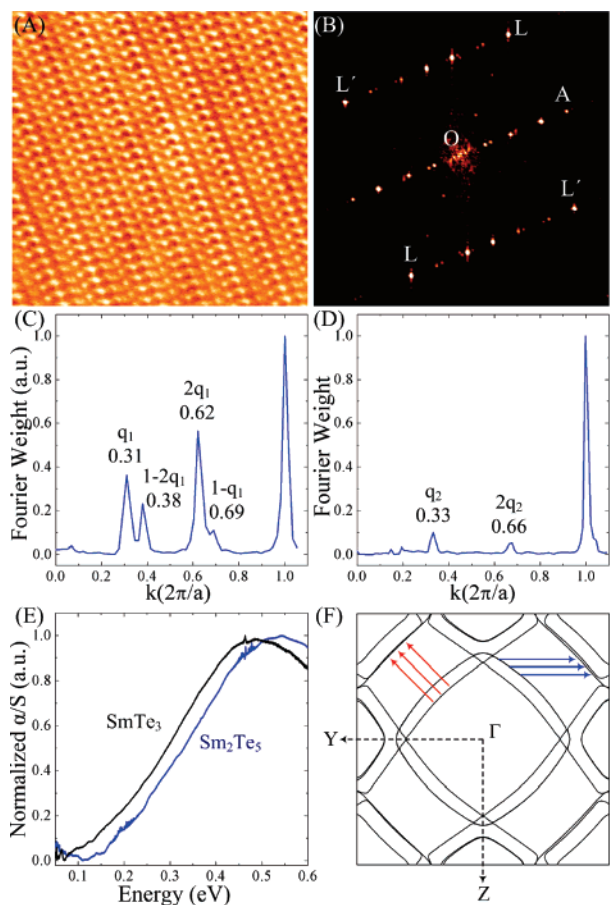 (A)
(B)
L
L´
A
O
L´
L
(C)
Fourier Weight (a.u.)
1.0
0.8
0.6
0.4
0.2
0.0
q₁
0.31
1-2q₁
0.38
2q₁
0.62
1-q₁
0.69
0.0 0.2 0.4 0.6 0.8 1.0
k(2π/a)
(D)
Fourier Weight
1.0
0.8
0.6
0.4
0.2
0.0
q₂
0.33
2q₂
0.66
0.0 0.2 0.4 0.6 0.8 1.0
k(2π/a)
(E)
Normalized α/S (a.u.)
1.0
0.8
0.6
0.4
0.2
0.0
SmTe₃
Sm₂Te₅
0.1 0.2 0.3 0.4 0.5 0.6
Energy (eV)
(F)
Γ
Y
Z